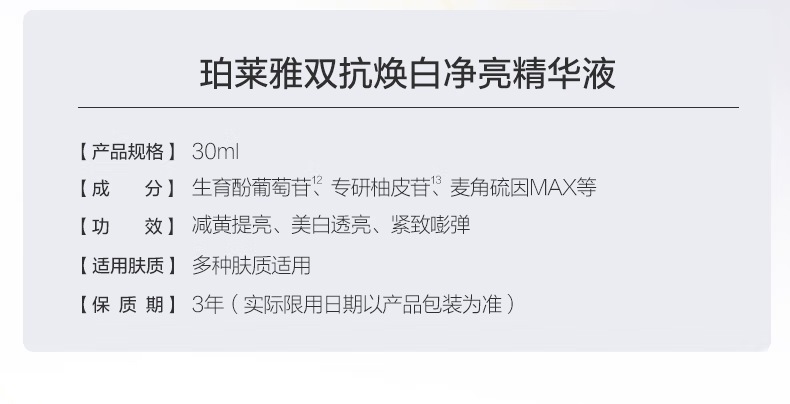 珀莱雅双抗焕白净亮精华液
【产品规格】 30ml
【成 分】 生育酚葡萄苷12、专研柚皮苷13、麦角硫因MAX等
【功 效】 减黄提亮、美白透亮、紧致嘭弹
【适用肤质】 多种肤质适用
【保 质 期】 3年（实际限用日期以产品包装为准）